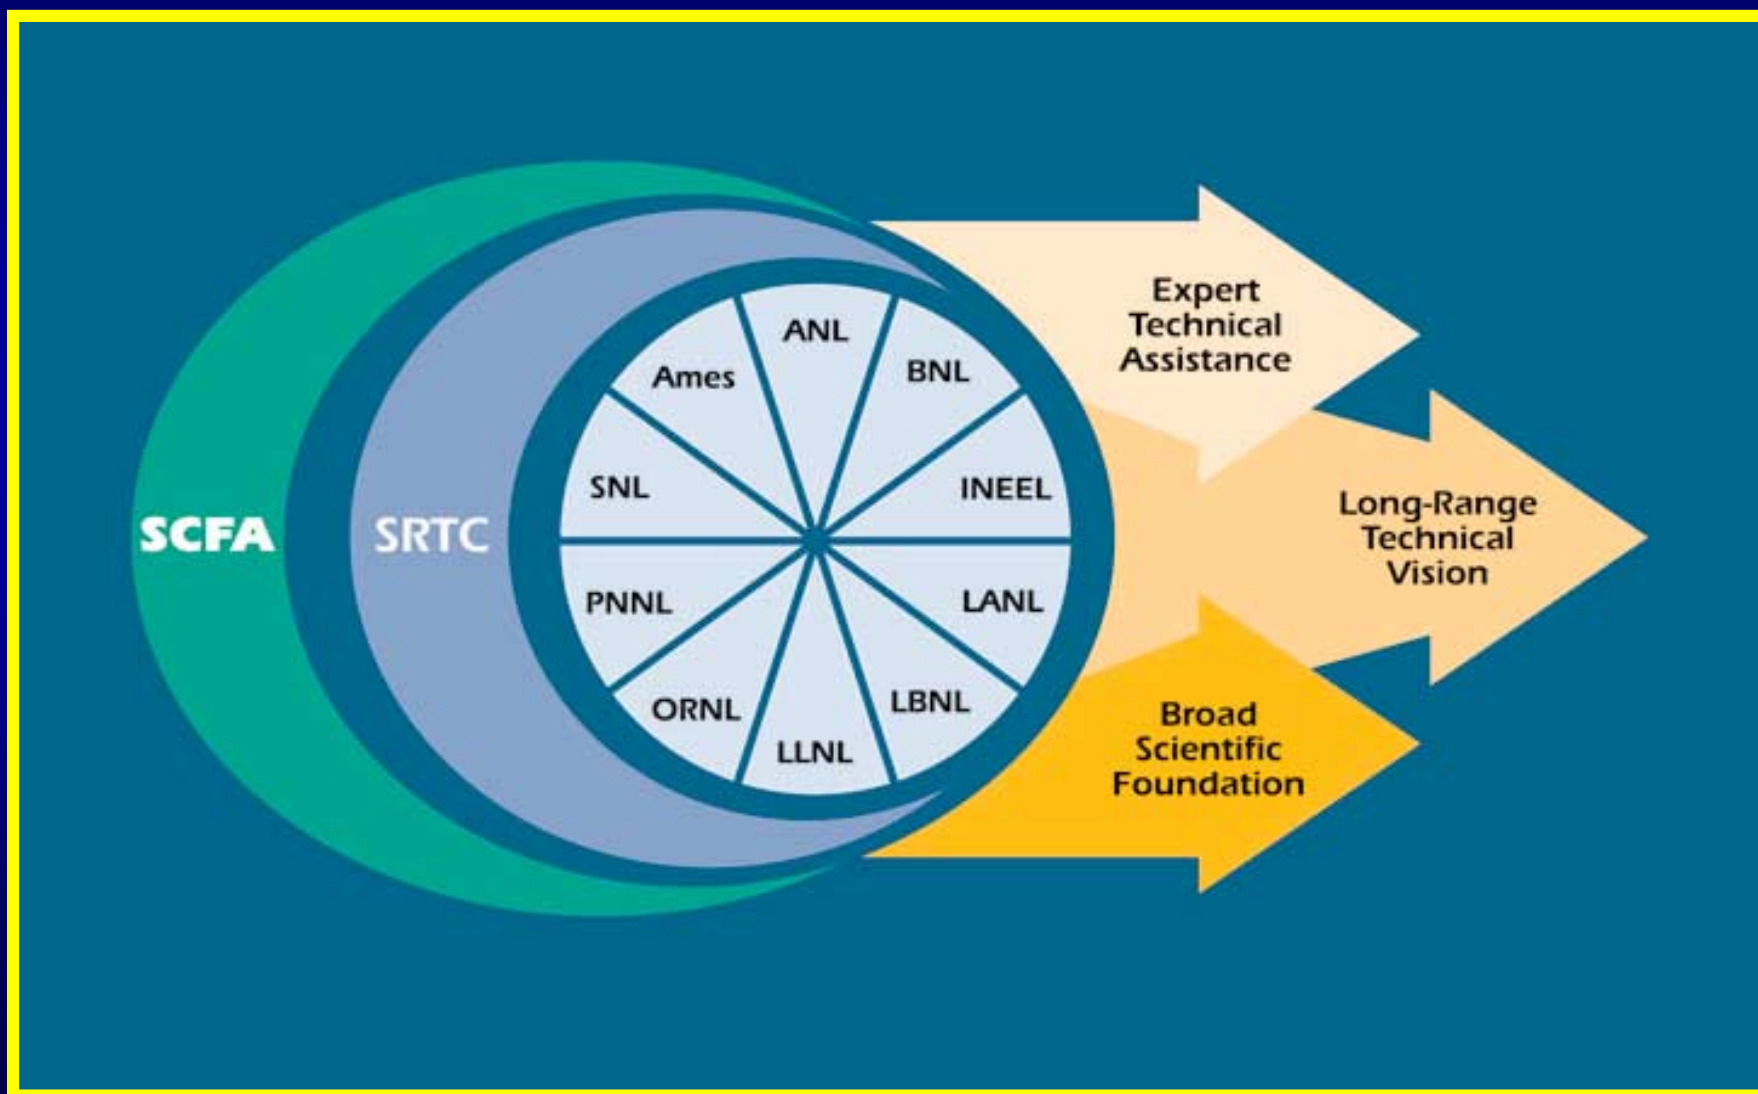 SCFA
SRTC
ANL
BNL
INEEL
LANL
LBNL
LLNL
ORNL
PNNL
SNL
Ames
Expert
Technical
Assistance
Long-Range
Technical
Vision
Broad
Scientific
Foundation